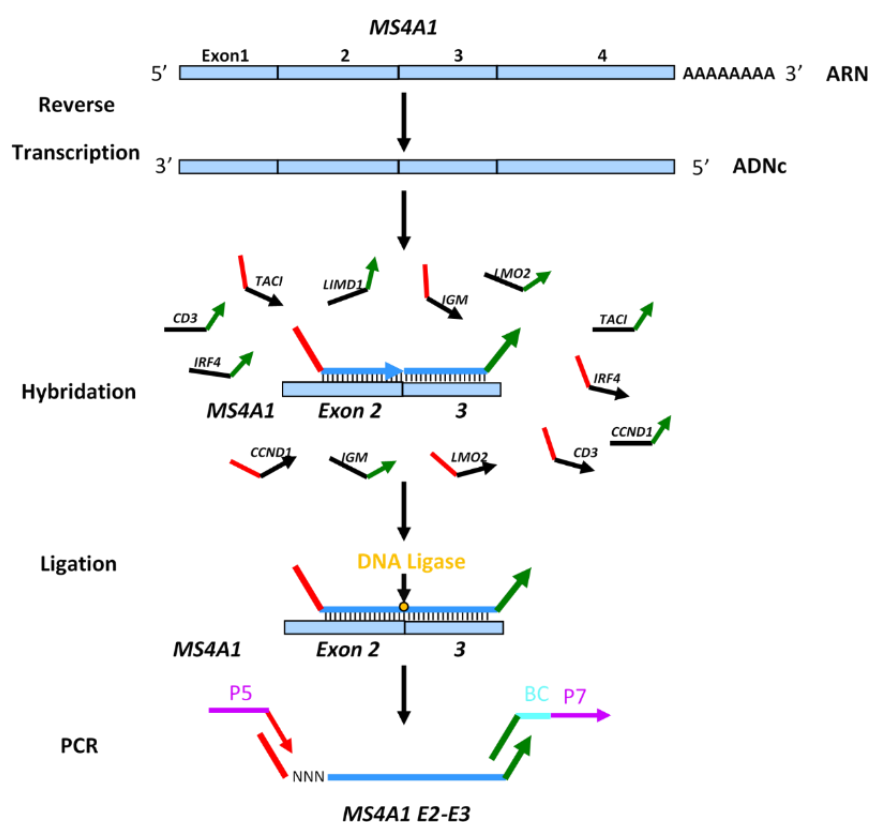 MS4A1
Exon1 2 3 4
5’ AAAAAAAA 3’ ARN
Reverse
Transcription
3’ 5’ ADNc
TACI LIMD1 IGM LMO2
CD3 TACI
IRF4 IRF4
Hybridation
MS4A1 Exon 2 3
CCND1 IGM LMO2 CD3 CCND1
Ligation
DNA Ligase
MS4A1 Exon 2 3
P5 BC P7
PCR
NNN
MS4A1 E2-E3